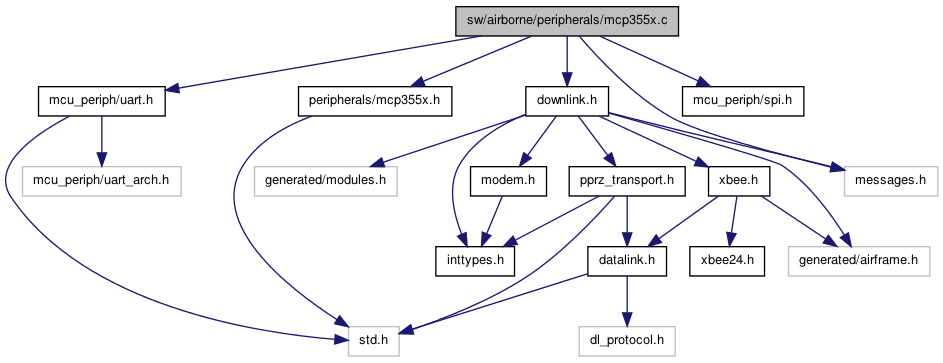 sw/airborne/peripherals/mcp355x.c
mcu_periph/uart.h
peripherals/mcp355x.h
downlink.h
mcu_periph/spi.h
mcu_periph/uart_arch.h
generated/modules.h
modem.h
pprz_transport.h
xbee.h
messages.h
inttypes.h
datalink.h
xbee24.h
generated/airframe.h
std.h
dl_protocol.h